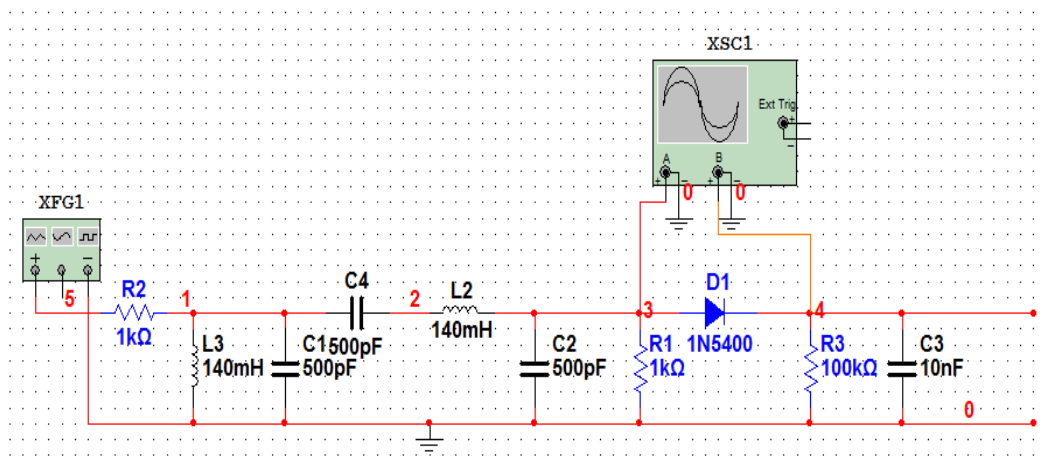 XSC1
Ext Trig
+
−
A
B
+ − + −
0
0
XFG1
+ −
5
R2
1kΩ
1
L3
140mH
C1
500pF
C4
500pF
2
L2
140mH
C2
500pF
3
R1
1kΩ
D1
1N5400
4
R3
100kΩ
C3
10nF
0